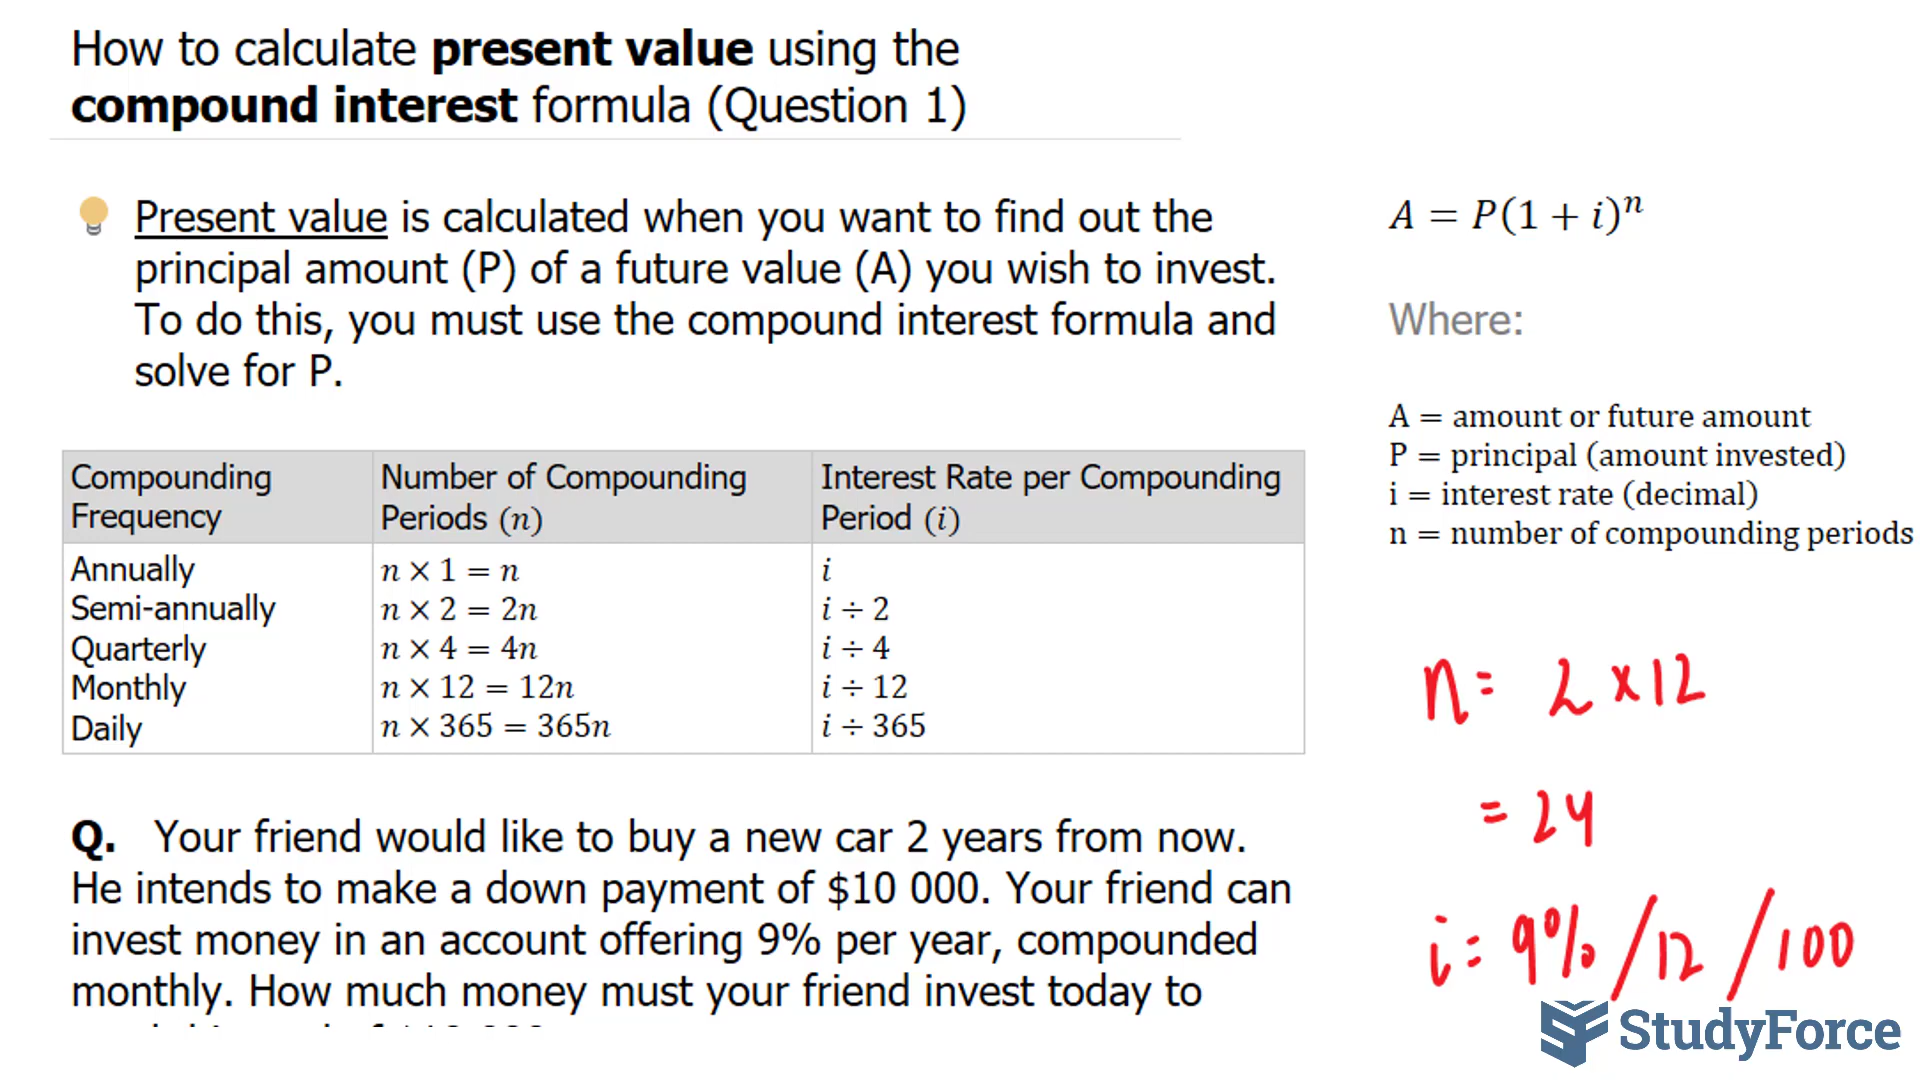 How to calculate present value using the
compound interest formula (Question 1)
Present value is calculated when you want to find out the
principal amount (P) of a future value (A) you wish to invest.
To do this, you must use the compound interest formula and
solve for P.
A = P(1 + i)ⁿ
Where:
A = amount or future amount
P = principal (amount invested)
i = interest rate (decimal)
n = number of compounding periods
Compounding Frequency | Number of Compounding Periods (n) | Interest Rate per Compounding Period (i)
Annually | n × 1 = n | i
Semi-annually | n × 2 = 2n | i ÷ 2
Quarterly | n × 4 = 4n | i ÷ 4
Monthly | n × 12 = 12n | i ÷ 12
Daily | n × 365 = 365n | i ÷ 365
n = 2 x 12
= 24
i = 9% / 12 / 100
Q. Your friend would like to buy a new car 2 years from now.
He intends to make a down payment of $10 000. Your friend can
invest money in an account offering 9% per year, compounded
monthly. How much money must your friend invest today to
StudyForce